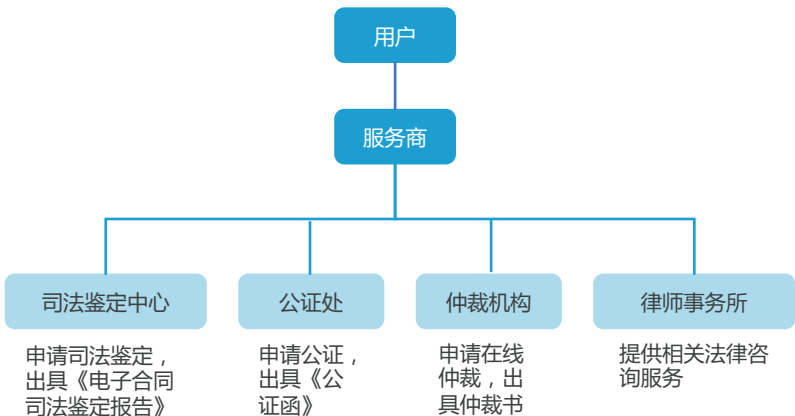 用户
服务商
司法鉴定中心
公证处
仲裁机构
律师事务所
申请司法鉴定，
出具《电子合同
司法鉴定报告》
申请公证，
出具《公
证函》
申请在线
仲裁，出
具仲裁书
提供相关法律咨
询服务